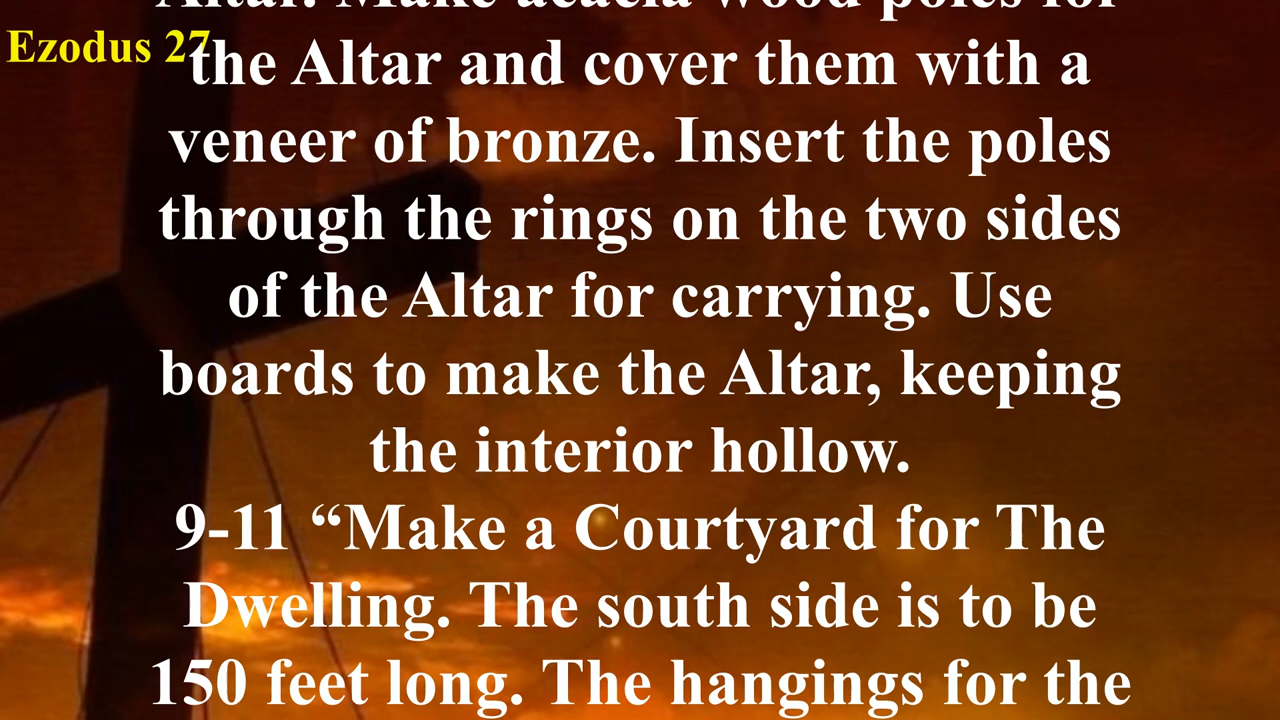 Altar. Make acacia wood poles for
Ezodus 27
the Altar and cover them with a
veneer of bronze. Insert the poles
through the rings on the two sides
of the Altar for carrying. Use
boards to make the Altar, keeping
the interior hollow.
9-11 “Make a Courtyard for The
Dwelling. The south side is to be
150 feet long. The hangings for the